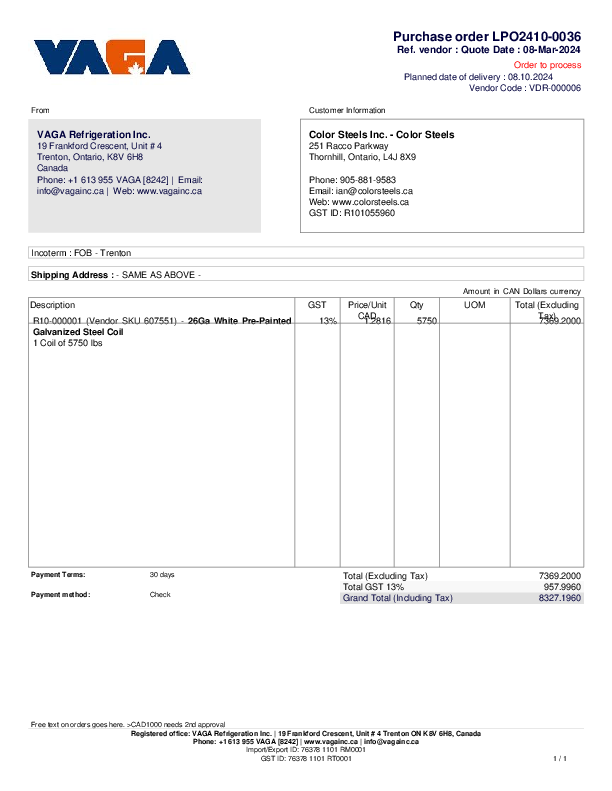 VAGA
Purchase order LPO2410-0036
Ref. vendor : Quote Date : 08-Mar-2024
Order to process
Planned date of delivery : 08.10.2024
Vendor Code : VDR-000006
From
Customer Information
VAGA Refrigeration Inc.
19 Frankford Crescent, Unit # 4
Trenton, Ontario, K8V 6H8
Canada
Phone: +1 613 955 VAGA [8242] | Email:
info@vagainc.ca | Web: www.vagainc.ca
Color Steels Inc. - Color Steels
251 Racco Parkway
Thornhill, Ontario, L4J 8X9
Phone: 905-881-9583
Email: ian@colorsteels.ca
Web: www.colorsteels.ca
GST ID: R101055960
Incoterm : FOB - Trenton
Shipping Address : - SAME AS ABOVE -
Amount in CAN Dollars currency
Description GST Price/Unit CAD Qty UOM Total (Excluding Tax)
R10-000001 (Vendor SKU 607551) - 26Ga White Pre-Painted 13% 1.2816 5750 7369.2000
Galvanized Steel Coil
1 Coil of 5750 lbs
Payment Terms: 30 days
Payment method: Check
Total (Excluding Tax) 7369.2000
Total GST 13% 957.9960
Grand Total (Including Tax) 8327.1960
Free text on orders goes here. >CAD1000 needs 2nd approval
Registered office: VAGA Refrigeration Inc. | 19 Frankford Crescent, Unit # 4 Trenton ON K8V 6H8, Canada
Phone: +1 613 955 VAGA [8242] | www.vagainc.ca | info@vagainc.ca
Import/Export ID: 76378 1101 RM0001
GST ID: 76378 1101 RT0001
1 / 1